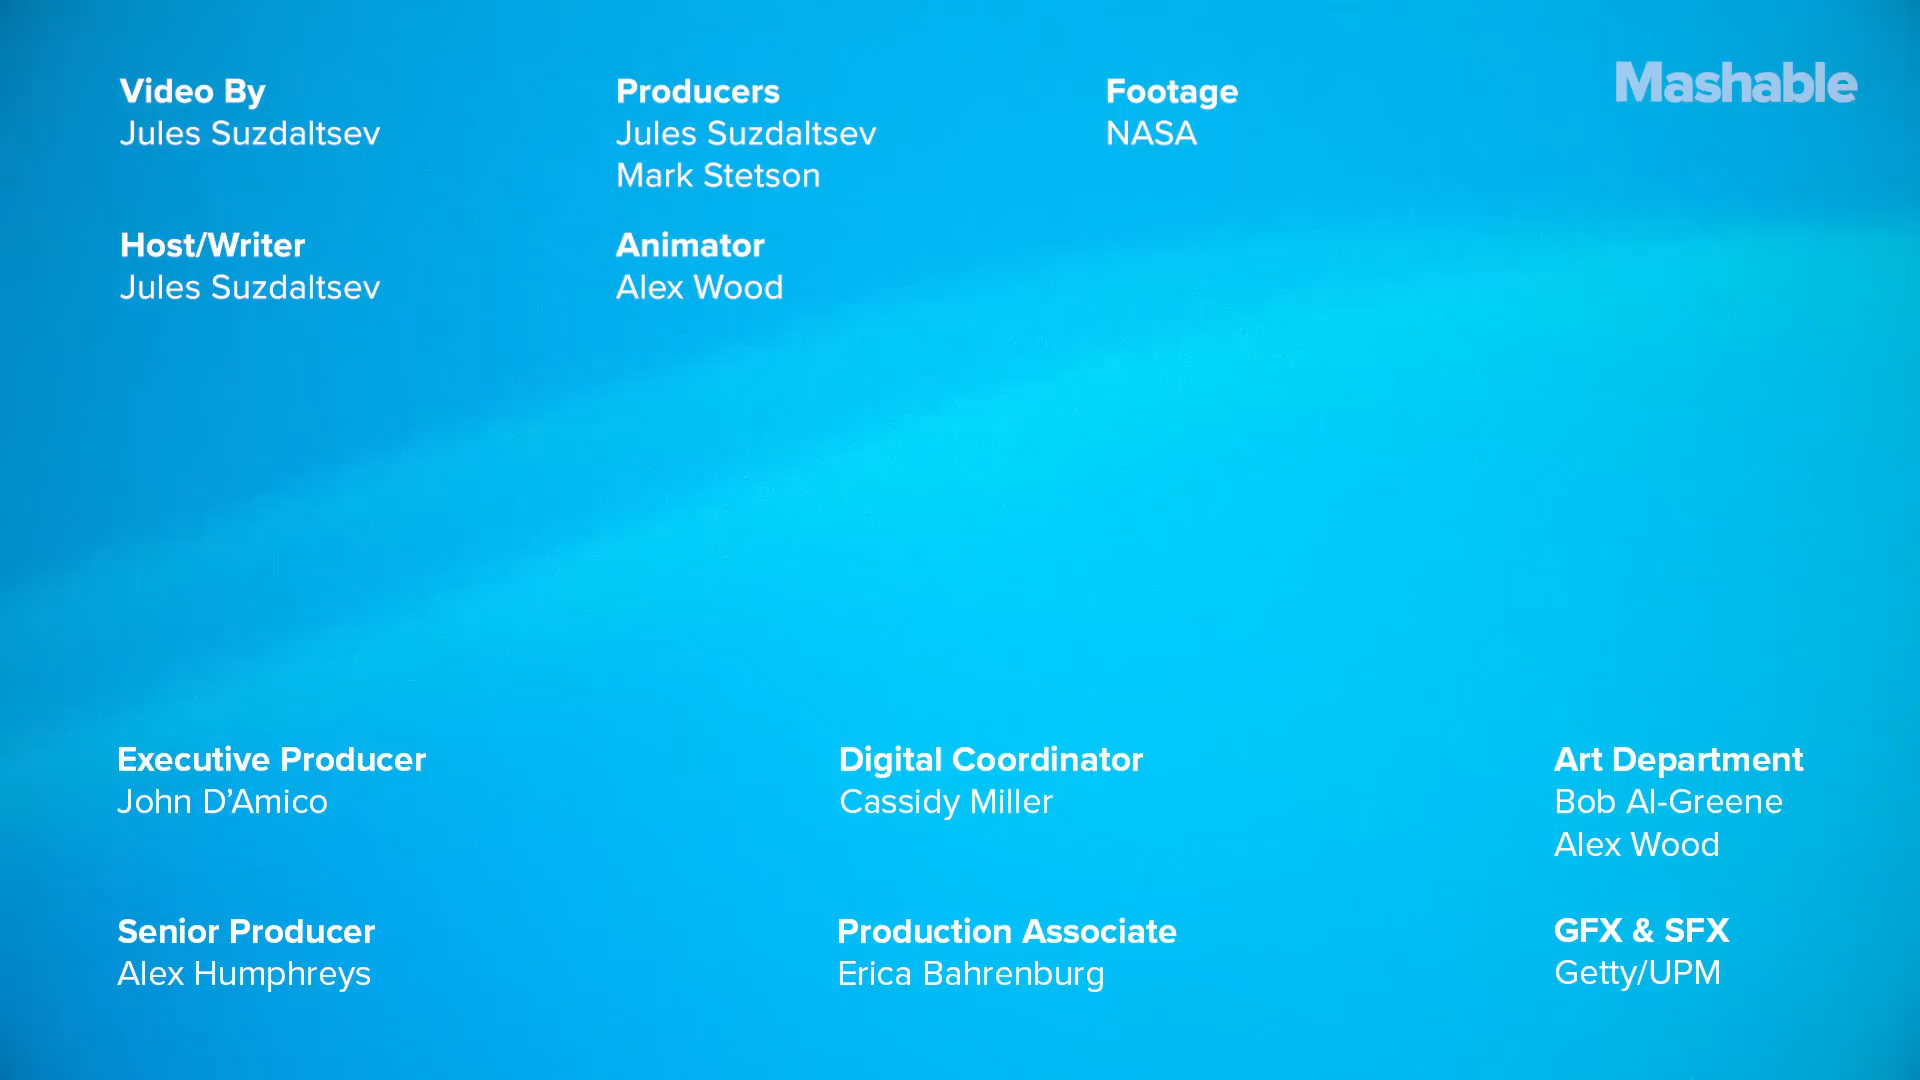 Mashable
Video By
Jules Suzdaltsev
Producers
Jules Suzdaltsev
Mark Stetson
Footage
NASA
Host/Writer
Jules Suzdaltsev
Animator
Alex Wood
Executive Producer
John D’Amico
Digital Coordinator
Cassidy Miller
Art Department
Bob Al-Greene
Alex Wood
Senior Producer
Alex Humphreys
Production Associate
Erica Bahrenburg
GFX & SFX
Getty/UPM